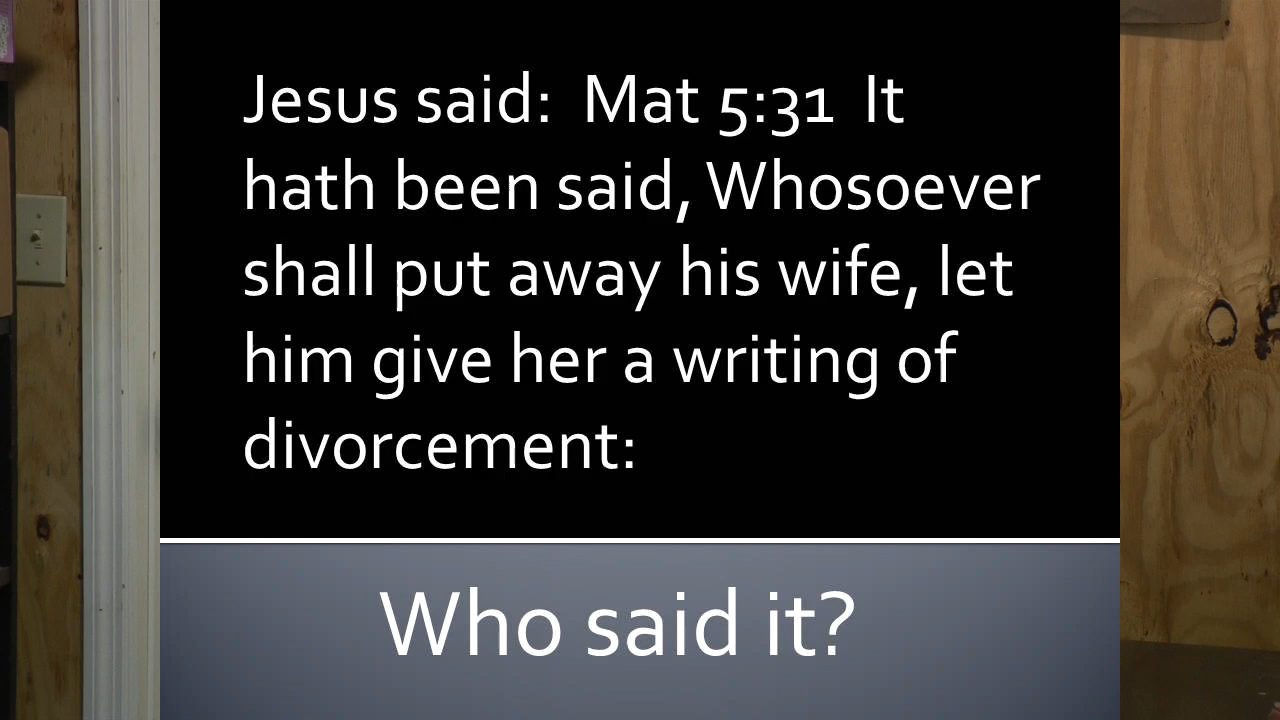 Jesus said:  Mat 5:31  It
hath been said, Whosoever
shall put away his wife, let
him give her a writing of
divorcement:
Who said it?